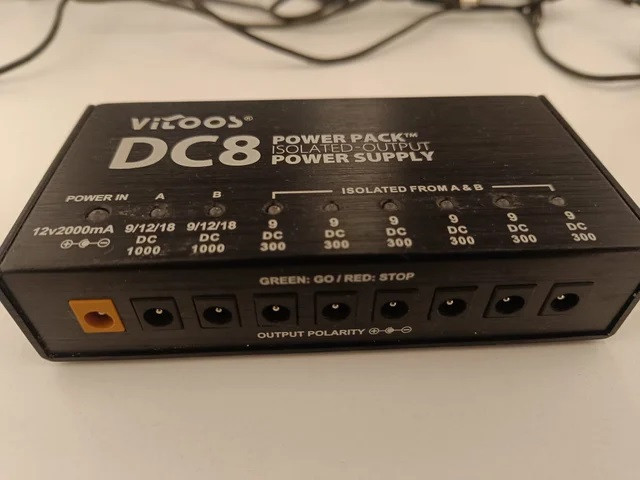 ViTOOS®
DC8 POWER PACK™
ISOLATED-OUTPUT
POWER SUPPLY
POWER IN A B ISOLATED FROM A & B
12v2000mA 9/12/18 9/12/18 9 9 9 9 9 9
DC DC DC DC DC DC DC DC
1000 1000 300 300 300 300 300 300
GREEN: GO / RED: STOP
OUTPUT POLARITY